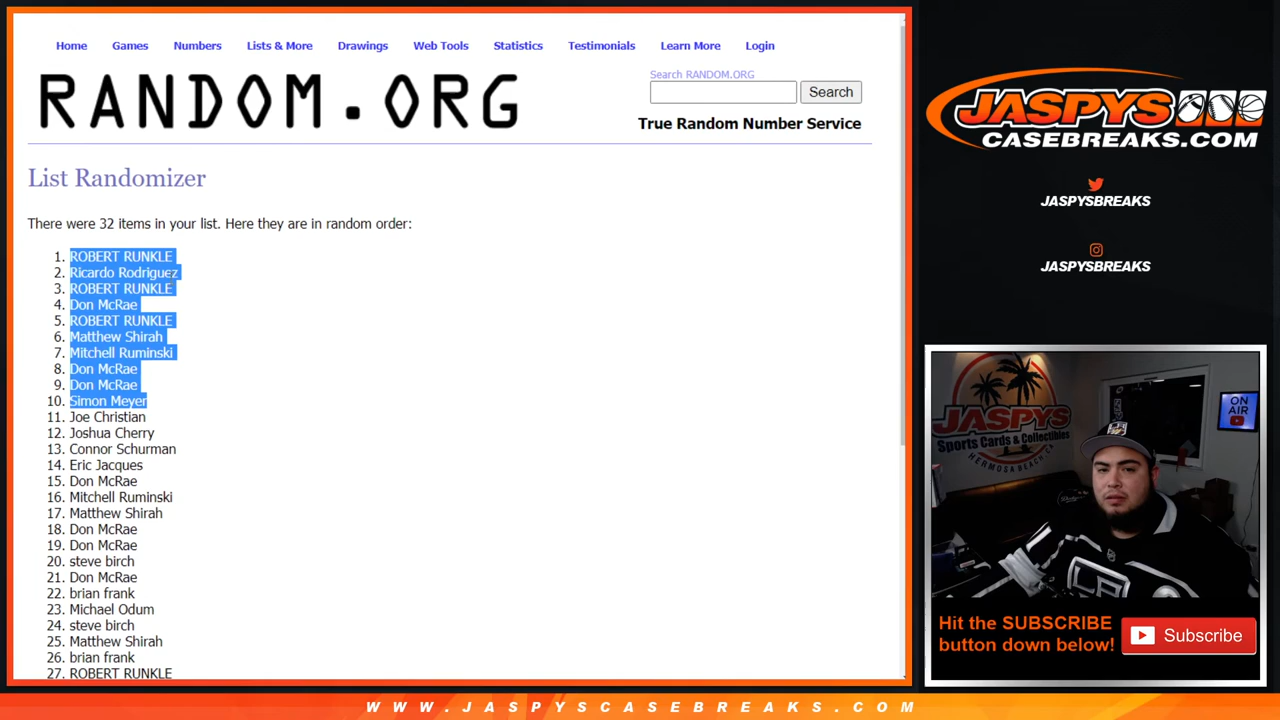 Home Games Numbers Lists & More Drawings Web Tools Statistics Testimonials Learn More Login
RANDOM.ORG
Search RANDOM.ORG
Search
True Random Number Service
List Randomizer
There were 32 items in your list. Here they are in random order:
1. ROBERT RUNKLE
2. Ricardo Rodriguez
3. ROBERT RUNKLE
4. Don McRae
5. ROBERT RUNKLE
6. Matthew Shirah
7. Mitchell Ruminski
8. Don McRae
9. Don McRae
10. Simon Meyer
11. Joe Christian
12. Joshua Cherry
13. Connor Schurman
14. Eric Jacques
15. Don McRae
16. Mitchell Ruminski
17. Matthew Shirah
18. Don McRae
19. Don McRae
20. steve birch
21. Don McRae
22. brian frank
23. Michael Odum
24. steve birch
25. Matthew Shirah
26. brian frank
27. ROBERT RUNKLE
JASPYS
CASEBREAKS.COM
JASPYSBREAKS
JASPYSBREAKS
JASPYS
Sports Cards & Collectibles
HERMOSA BEACH, CA
ON AIR
LA
Hit the SUBSCRIBE
button down below!
Subscribe
WWW.JASPYSCASEBREAKS.COM